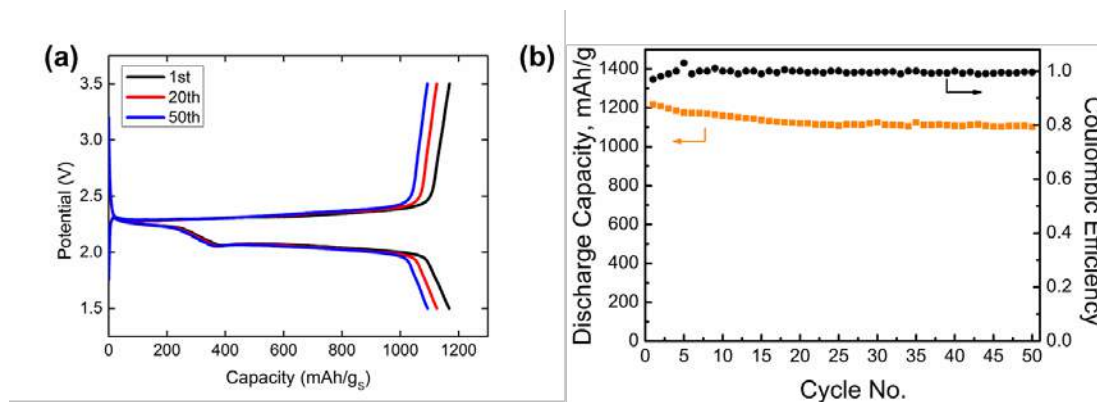 (a)
3.5
3.0
2.5
2.0
1.5
Potential (V)
1st
20th
50th
0 200 400 600 800 1000 1200
Capacity (mAh/gS)
(b)
1400
1200
1000
800
600
400
200
0
Discharge Capacity, mAh/g
1.0
0.8
0.6
0.4
0.2
0.0
Coulombic Efficiency
0 5 10 15 20 25 30 35 40 45 50
Cycle No.